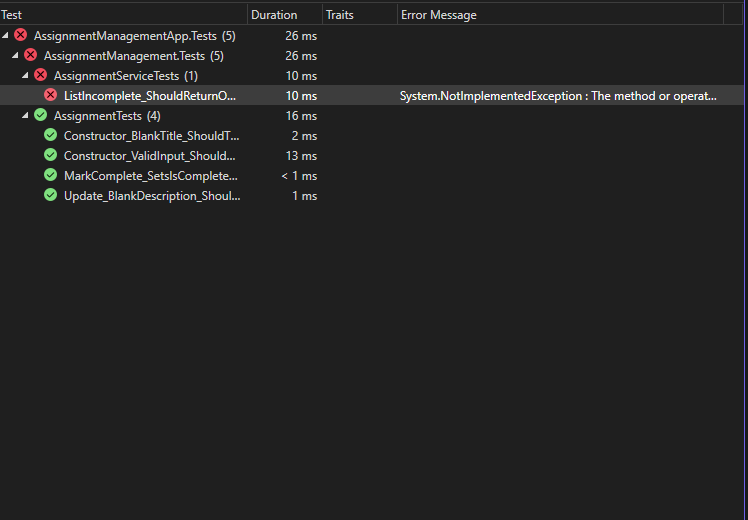 Test Duration Traits Error Message
AssignmentManagementApp.Tests (5) 26 ms
AssignmentManagement.Tests (5) 26 ms
AssignmentServiceTests (1) 10 ms
ListIncomplete_ShouldReturnO... 10 ms System.NotImplementedException : The method or operat...
AssignmentTests (4) 16 ms
Constructor_BlankTitle_ShouldT... 2 ms
Constructor_ValidInput_Should... 13 ms
MarkComplete_SetsIsComplete... < 1 ms
Update_BlankDescription_Shoul... 1 ms